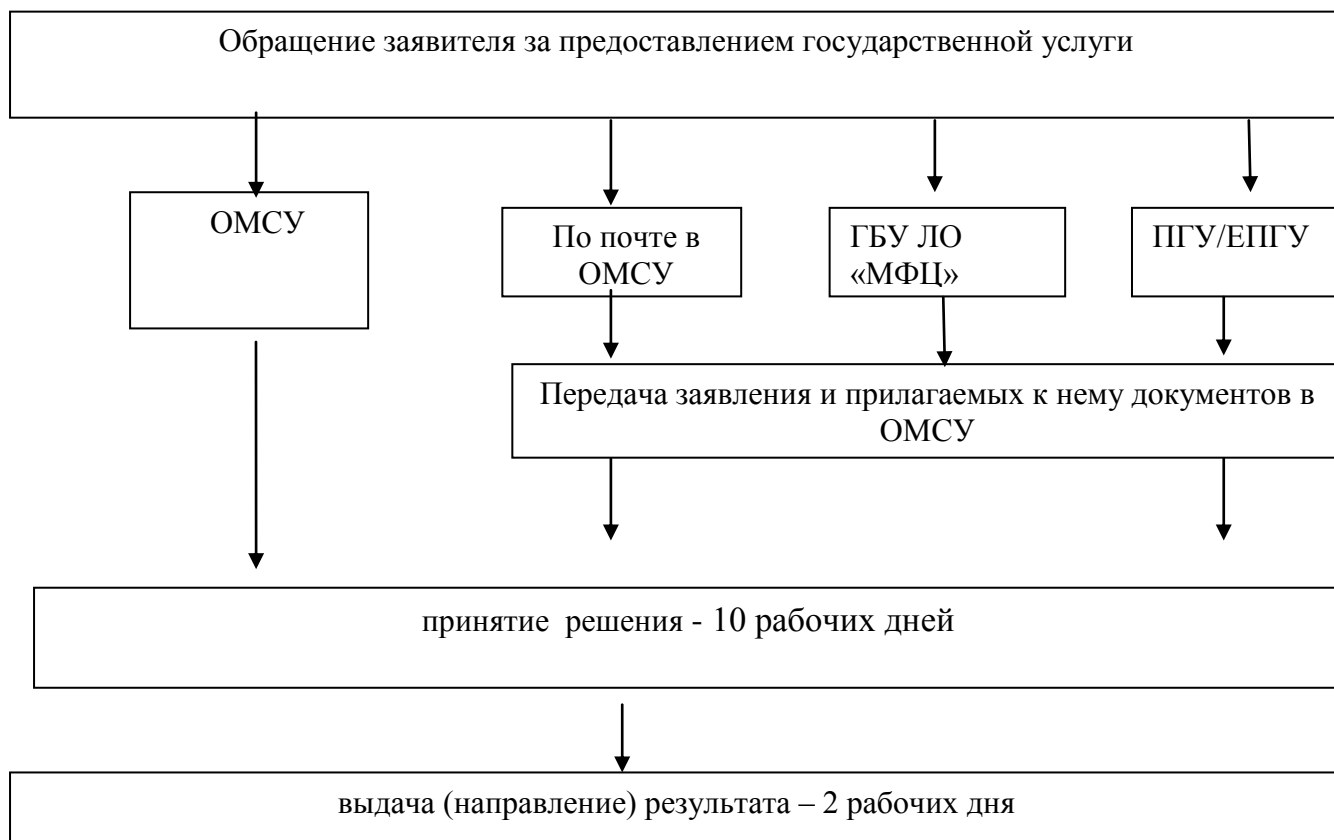 Обращение заявителя за предоставлением государственной услуги
ОМСУ
По почте в
ОМСУ
ГБУ ЛО
«МФЦ»
ПГУ/ЕПГУ
Передача заявления и прилагаемых к нему документов в
ОМСУ
принятие решения - 10 рабочих дней
выдача (направление) результата – 2 рабочих дня